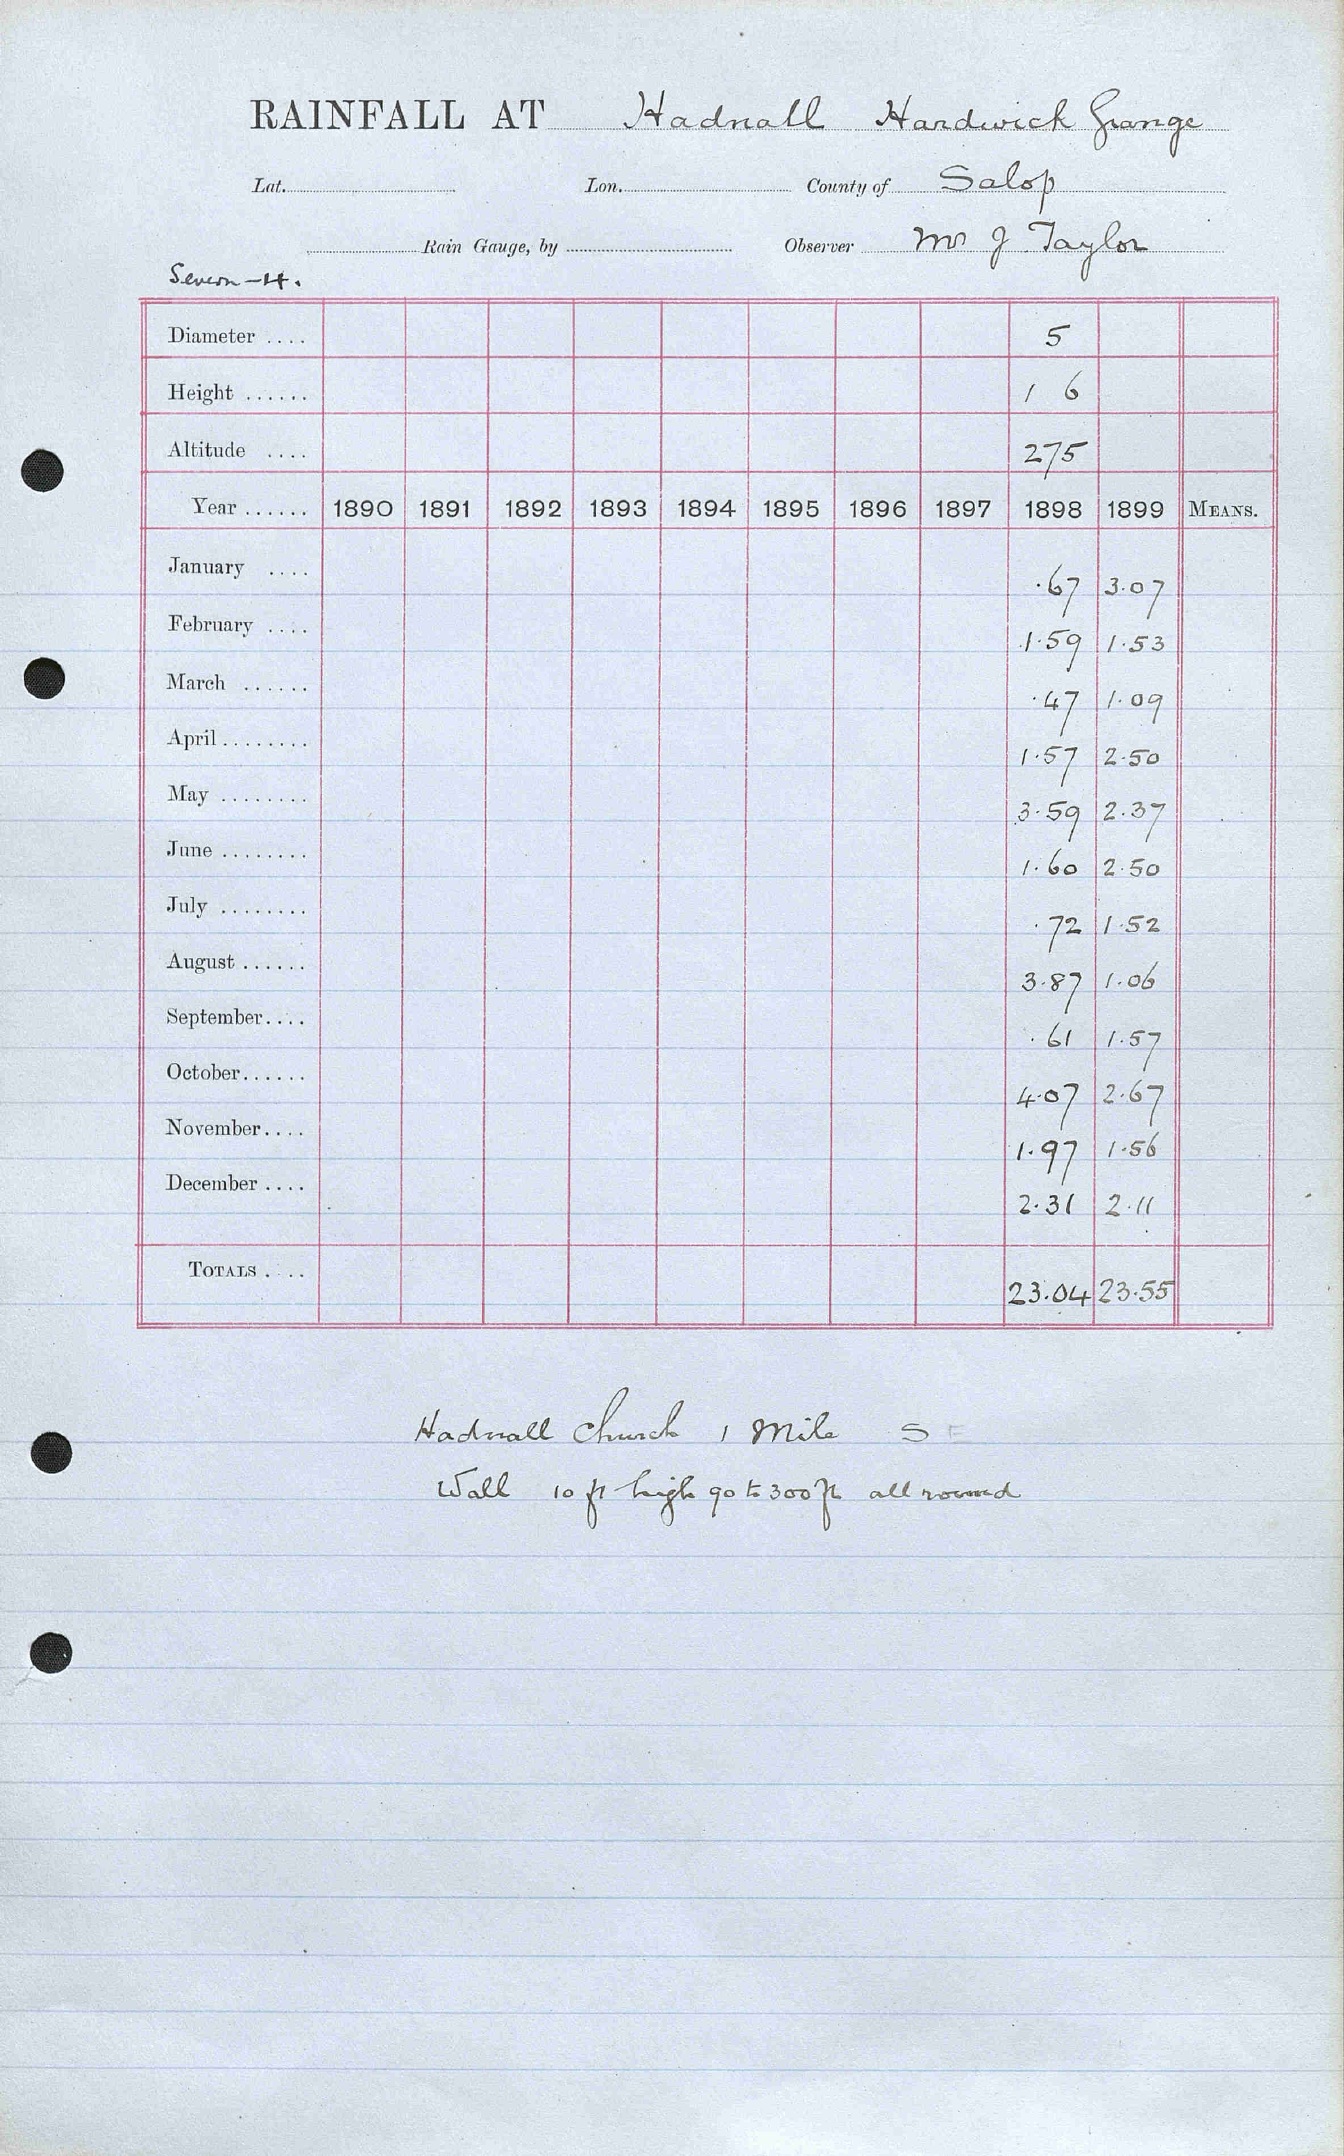 RAINFALL AT Hadnall Hardwick Grange
Lat. Lon. County of Salop
Rain Gauge, by Observer Mr J Taylor
Severn - 4.
Diameter .... 5
Height ...... 1 6
Altitude .... 275
Year ...... 1890 1891 1892 1893 1894 1895 1896 1897 1898 1899 MEANS.
January .... .67 3.07
February .... 1.59 1.53
March ...... .47 1.09
April ........ 1.57 2.50
May ........ 3.59 2.37
June ........ 1.60 2.50
July ........ .72 1.52
August ...... 3.87 1.06
September.... .61 1.57
October...... 4.07 2.67
November.... 1.97 1.56
December .... 2.31 2.11
TOTALS .... 23.04 23.55
Hadnall Church 1 Mile S E
Wall 10 ft high 90 to 300 ft all round